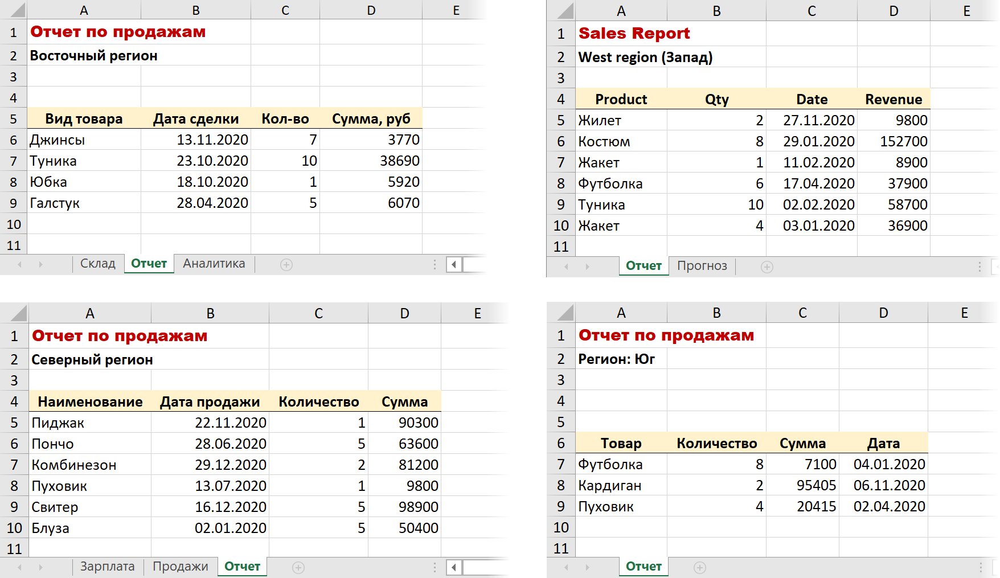 A B C D E
1 Отчет по продажам
2 Восточный регион
3
4
5 Вид товара Дата сделки Кол-во Сумма, руб
6 Джинсы 13.11.2020 7 3770
7 Туника 23.10.2020 10 38690
8 Юбка 18.10.2020 1 5920
9 Галстук 28.04.2020 5 6070
10
11
Склад Отчет Аналитика
A B C D E
1 Sales Report
2 West region (Запад)
3
4 Product Qty Date Revenue
5 Жилет 2 27.11.2020 9800
6 Костюм 8 29.01.2020 152700
7 Жакет 1 11.02.2020 8900
8 Футболка 6 17.04.2020 37900
9 Туника 10 02.02.2020 58700
10 Жакет 4 03.01.2020 36900
11
Отчет Прогноз
A B C D E
1 Отчет по продажам
2 Северный регион
3
4 Наименование Дата продажи Количество Сумма
5 Пиджак 22.11.2020 1 90300
6 Пончо 28.06.2020 5 63600
7 Комбинезон 29.12.2020 2 81200
8 Пуховик 13.07.2020 1 9800
9 Свитер 16.12.2020 5 98900
10 Блуза 02.01.2020 5 50400
11
Зарплата Продажи Отчет
A B C D E
1 Отчет по продажам
2 Регион: Юг
3
4
5
6 Товар Количество Сумма Дата
7 Футболка 8 7100 04.01.2020
8 Кардиган 2 95405 06.11.2020
9 Пуховик 4 20415 02.04.2020
10
11
Отчет